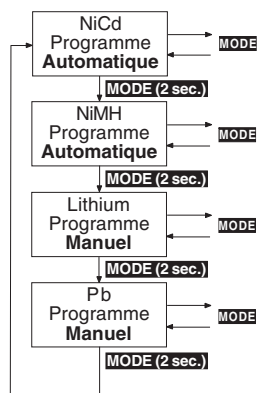 NiCd
Programme
Automatique
MODE
MODE (2 sec.)
NiMH
Programme
Automatique
MODE
MODE (2 sec.)
Lithium
Programme
Manuel
MODE
MODE (2 sec.)
Pb
Programme
Manuel
MODE
MODE (2 sec.)